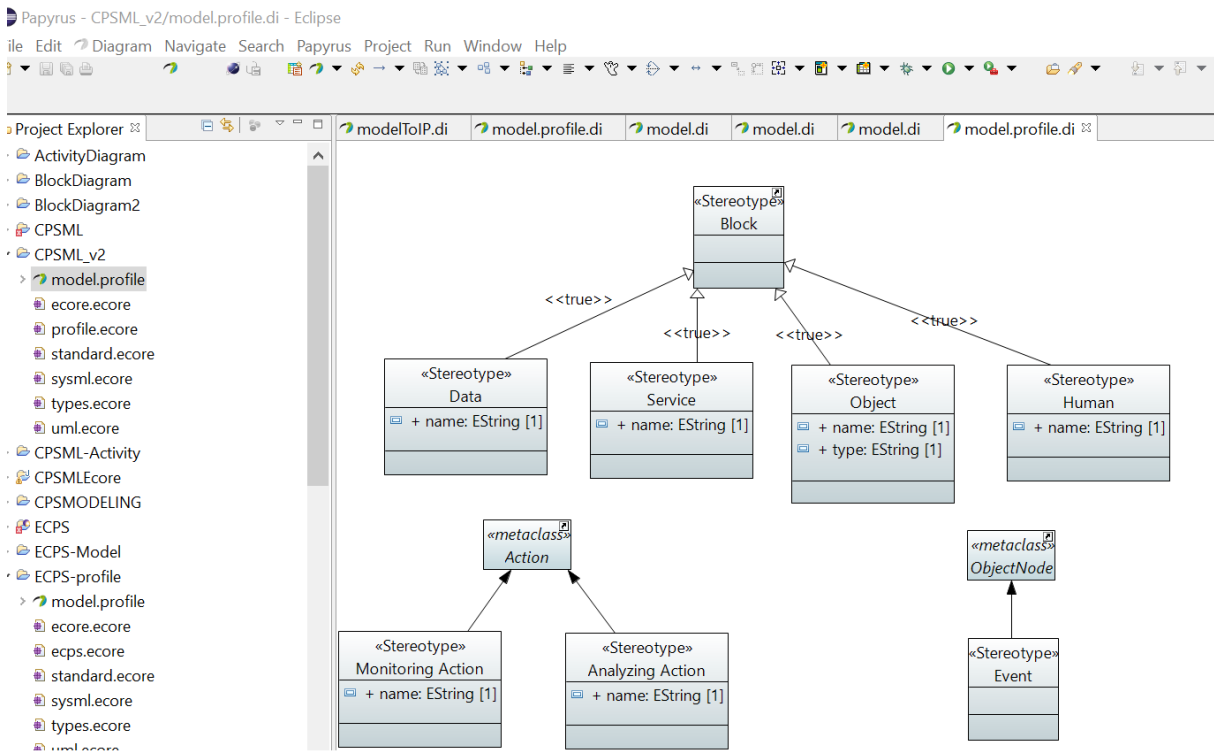 Papyrus - CPSML_v2/model.profile.di - Eclipse
ile Edit Diagram Navigate Search Papyrus Project Run Window Help
Project Explorer
modelToIP.di
model.profile.di
model.di
model.di
model.di
model.profile.di
ActivityDiagram
BlockDiagram
BlockDiagram2
CPSML
CPSML_v2
model.profile
ecore.ecore
profile.ecore
standard.ecore
sysml.ecore
types.ecore
uml.ecore
CPSML-Activity
CPSMLEcore
CPSMODELING
ECPS
ECPS-Model
ECPS-profile
model.profile
ecore.ecore
ecps.ecore
standard.ecore
sysml.ecore
types.ecore
uml.ecore
«Stereotype»
Block
<<true>>
<<true>>
<<true>>
<<true>>
«Stereotype»
Data
+ name: EString [1]
«Stereotype»
Service
+ name: EString [1]
«Stereotype»
Object
+ name: EString [1]
+ type: EString [1]
«Stereotype»
Human
+ name: EString [1]
«metaclass»
Action
«metaclass»
ObjectNode
«Stereotype»
Monitoring Action
+ name: EString [1]
«Stereotype»
Analyzing Action
+ name: EString [1]
«Stereotype»
Event